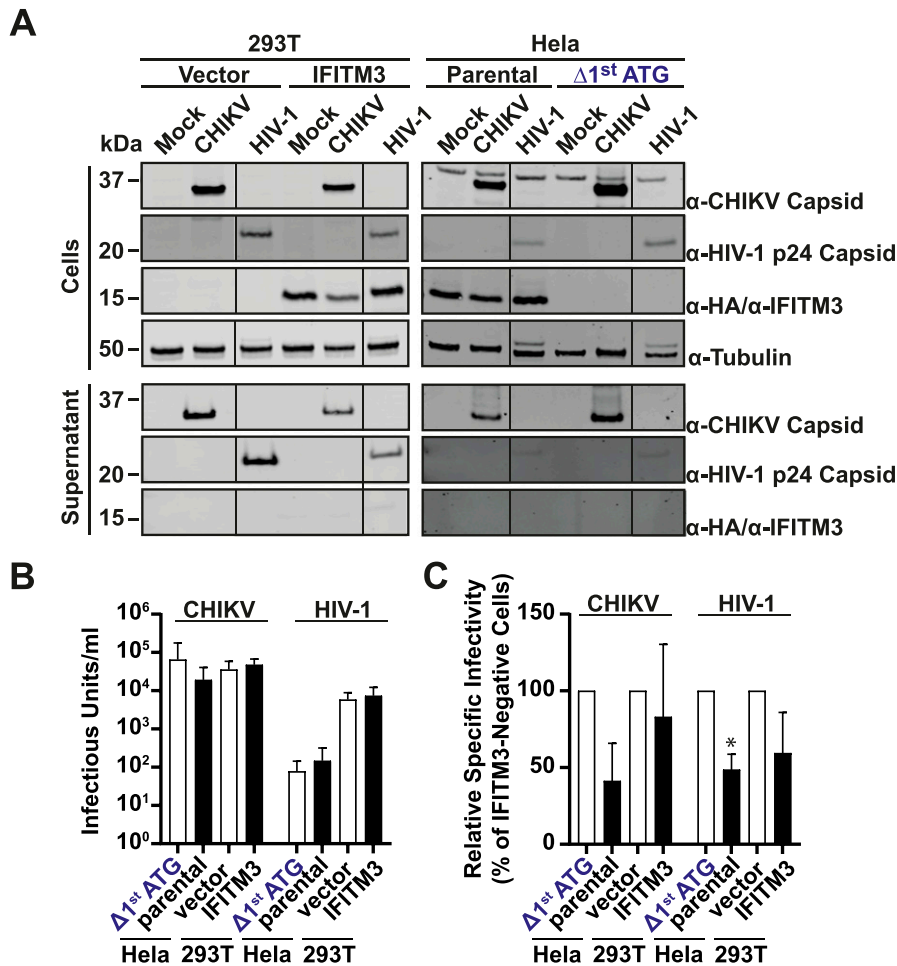 A
293T Hela
Vector IFITM3 Parental Δ1st ATG
kDa Mock CHIKV HIV-1 Mock CHIKV HIV-1 Mock CHIKV HIV-1 Mock CHIKV HIV-1
Cells
37 α-CHIKV Capsid
20 α-HIV-1 p24 Capsid
15 α-HA/α-IFITM3
50 α-Tubulin
Supernatant
37 α-CHIKV Capsid
20 α-HIV-1 p24 Capsid
15 α-HA/α-IFITM3
B
CHIKV HIV-1
Infectious Units/ml
10⁶
10⁵
10⁴
10³
10²
10¹
10⁰
Δ1st ATG parental vector IFITM3 Δ1st ATG parental vector IFITM3
Hela 293T Hela 293T
C
CHIKV HIV-1
Relative Specific Infectivity
(% of IFITM3-Negative Cells)
150
100
50
0
*
Δ1st ATG parental vector IFITM3 Δ1st ATG parental vector IFITM3
Hela 293T Hela 293T